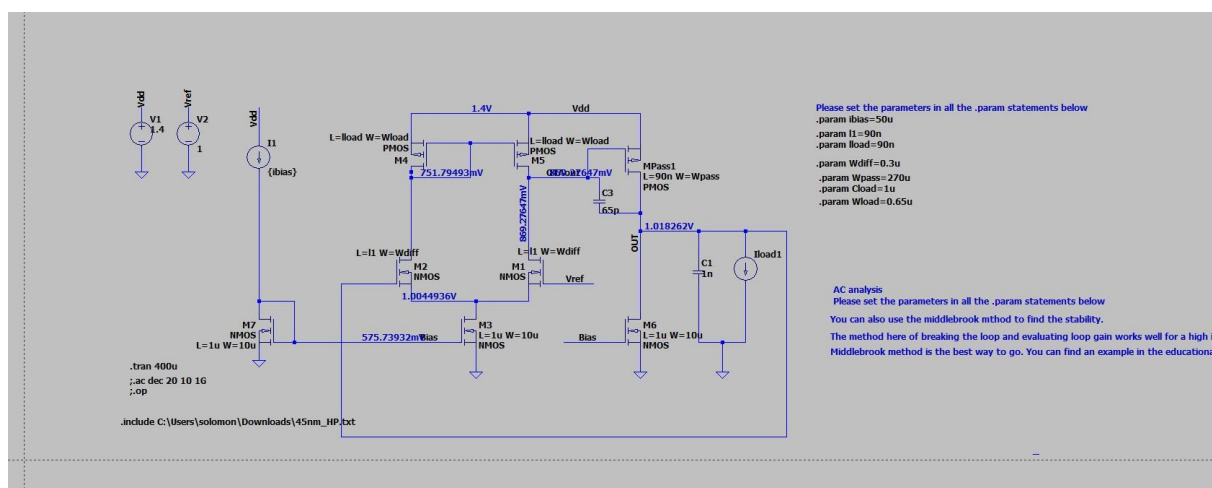 Vdd
V1
1.4
Vref
V2
1
Vdd
I1
{ibias}
1.4V
Vdd
L=lload W=Wload
PMOS
M4
L=lload W=Wload
PMOS
M5
751.79493mV
869.27647mV
MPass1
L=90n W=Wpass
PMOS
C3
65p
869.27647mV
1.018262V
OUT
L=l1 W=Wdiff
M2
NMOS
L=l1 W=Wdiff
M1
NMOS
Vref
C1
1n
Iload1
1.0044936V
M7
NMOS
L=1u W=10u
575.73932mV
Bias
M3
L=1u W=10u
NMOS
Bias
M6
L=1u W=10u
NMOS
.tran 400u
;.ac dec 20 10 1G
;.op
.include C:\Users\solomon\Downloads\45nm_HP.txt
Please set the parameters in all the .param statements below
.param ibias=50u
.param l1=90n
.param lload=90n
.param Wdiff=0.3u
.param Wpass=270u
.param Cload=1u
.param Wload=0.65u
AC analysis
Please set the parameters in all the .param statements below
You can also use the middlebrook mthod to find the stability.
The method here of breaking the loop and evaluating loop gain works well for a high i
Middlebrook method is the best way to go. You can find an example in the educationa